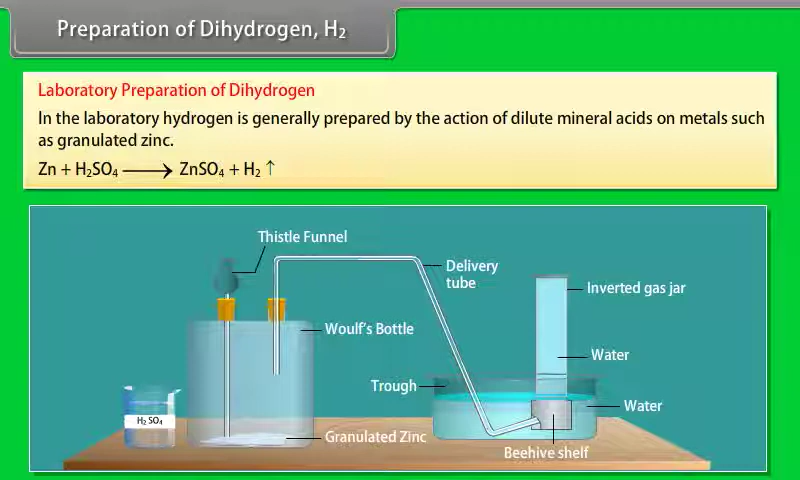 Preparation of Dihydrogen, H₂
Laboratory Preparation of Dihydrogen
In the laboratory hydrogen is generally prepared by the action of dilute mineral acids on metals such
as granulated zinc.
Zn + H₂SO₄ ⟶ ZnSO₄ + H₂ ↑
Thistle Funnel
Delivery
tube
Inverted gas jar
Woulf's Bottle
Water
Trough
Water
H₂ SO₄
Granulated Zinc
Beehive shelf